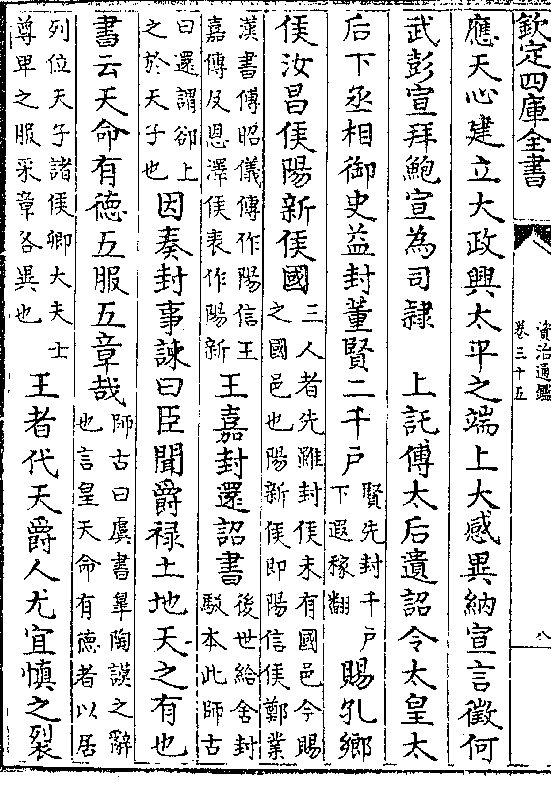 欽定四庫全書
資治通鑑
卷三十五
八
應天心建立大政興太平之端上大感異納宣言徵何
武彭宣拜鮑宣為司隸　上託傅太后遺詔令太皇太
后下丞相御史益封董賢二千户賢先封千户下遐稼翻賜孔鄉
侯汝昌侯陽新侯國三人者先雖封侯未有國邑今賜之國邑也陽新侯即陽信侯鄭業
漢書傅昭儀傳作陽信王嘉傳及恩澤侯表作陽新王嘉封還詔書後世給舍封駁本此師古
曰還謂卻上之於天子也因奏封事諫曰臣聞爵禄土地天之有也
書云天命有德五服五章哉師古曰虞書臯陶謨之辭也言皇天命有德者以居
列位天子諸侯卿大夫士尊卑之服采章各異也王者代天爵人尤宜慎之裂